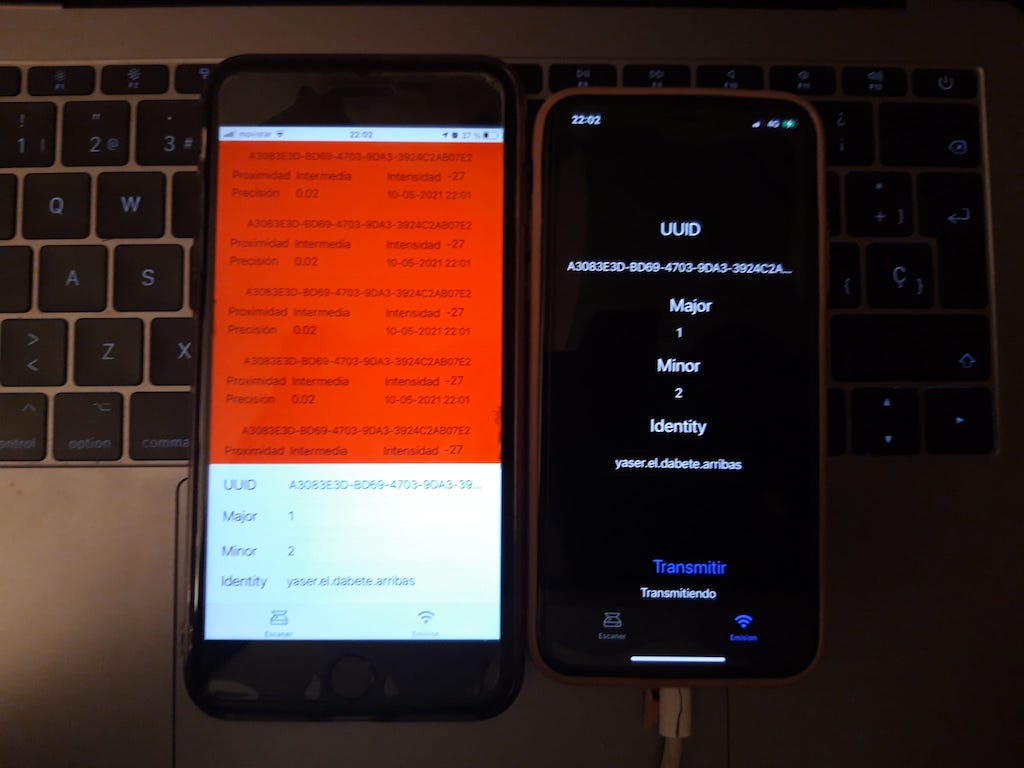 F1
F2
F10
F12
!
1
|
"
2 @
·
3 #
Q
W
A
S
>
<
Z
X
option
comma
¿
¡
*
+ ]
{
Ç }
movistar
22:02
37 %
A3083E3D-BD69-4703-9DA3-3924C2AB07E2
Proximidad Intermedia Intensidad -27
Precisión 0.02 10-05-2021 22:01
A3083E3D-BD69-4703-9DA3-3924C2AB07E2
Proximidad Intermedia Intensidad -27
Precisión 0.02 10-05-2021 22:01
A3083E3D-BD69-4703-9DA3-3924C2AB07E2
Proximidad Intermedia Intensidad -27
Precisión 0.02 10-05-2021 22:01
A3083E3D-BD69-4703-9DA3-3924C2AB07E2
Proximidad Intermedia Intensidad -27
Precisión 0.02 10-05-2021 22:01
A3083E3D-BD69-4703-9DA3-3924C2AB07E2
Proximidad Intermedia Intensidad -27
UUID A3083E3D-BD69-4703-9DA3-39...
Major 1
Minor 2
Identity yaser.el.dabete.arribas
Escaner Emision
22:02 4G
UUID
A3083E3D-BD69-4703-9DA3-3924C2A...
Major
1
Minor
2
Identity
yaser.el.dabete.arribas
Transmitir
Transmitiendo
Escaner Emision